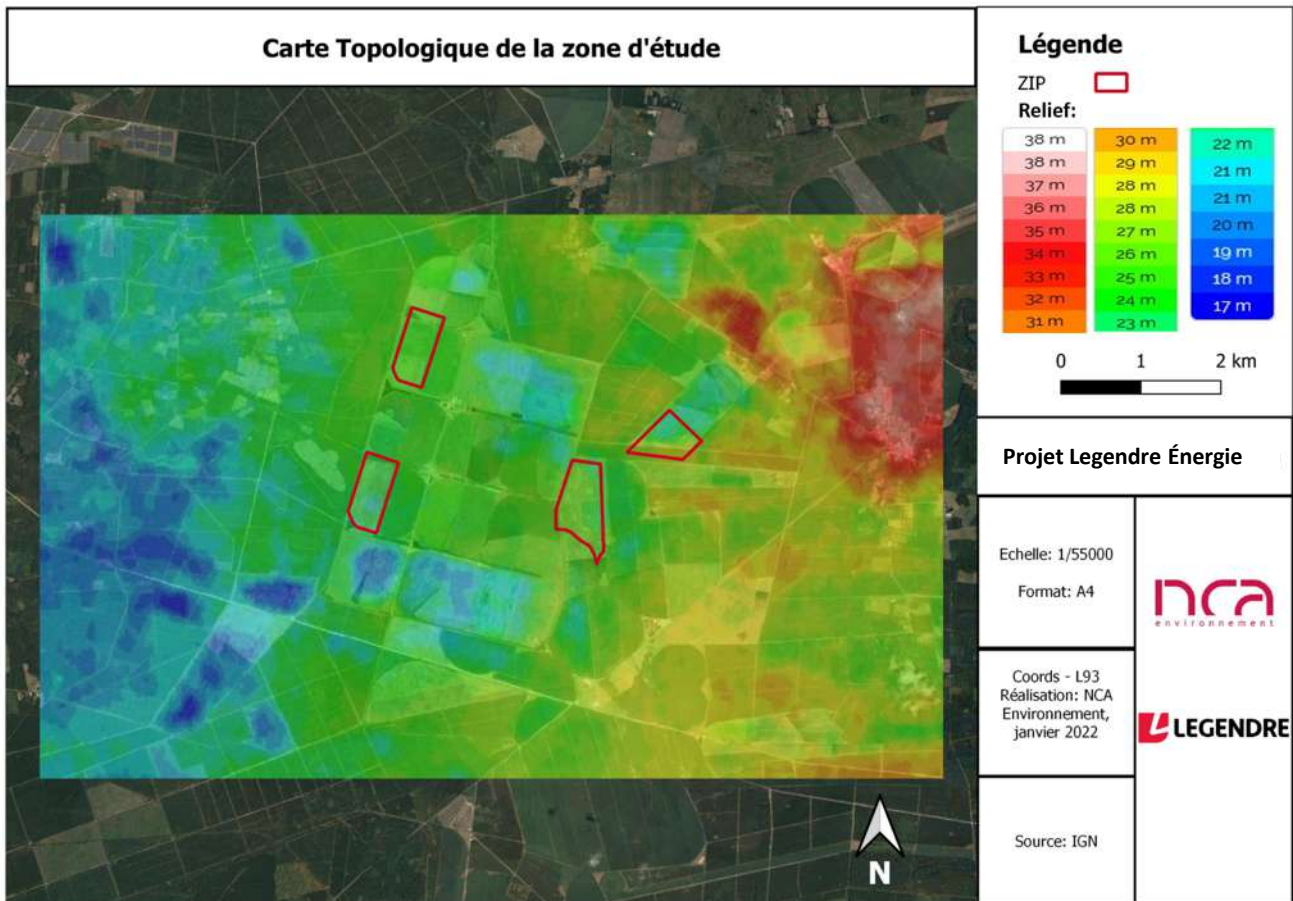 Carte Topologique de la zone d'étude
Légende
ZIP
Relief:
38 m
38 m
37 m
36 m
35 m
34 m
33 m
32 m
31 m
30 m
29 m
28 m
28 m
27 m
26 m
25 m
24 m
23 m
22 m
21 m
21 m
20 m
19 m
18 m
17 m
0 1 2 km
Projet Legendre Énergie
Echelle: 1/55000
Format: A4
nca
environnement
Coords - L93
Réalisation: NCA
Environnement,
janvier 2022
LEGENDRE
Source: IGN
N